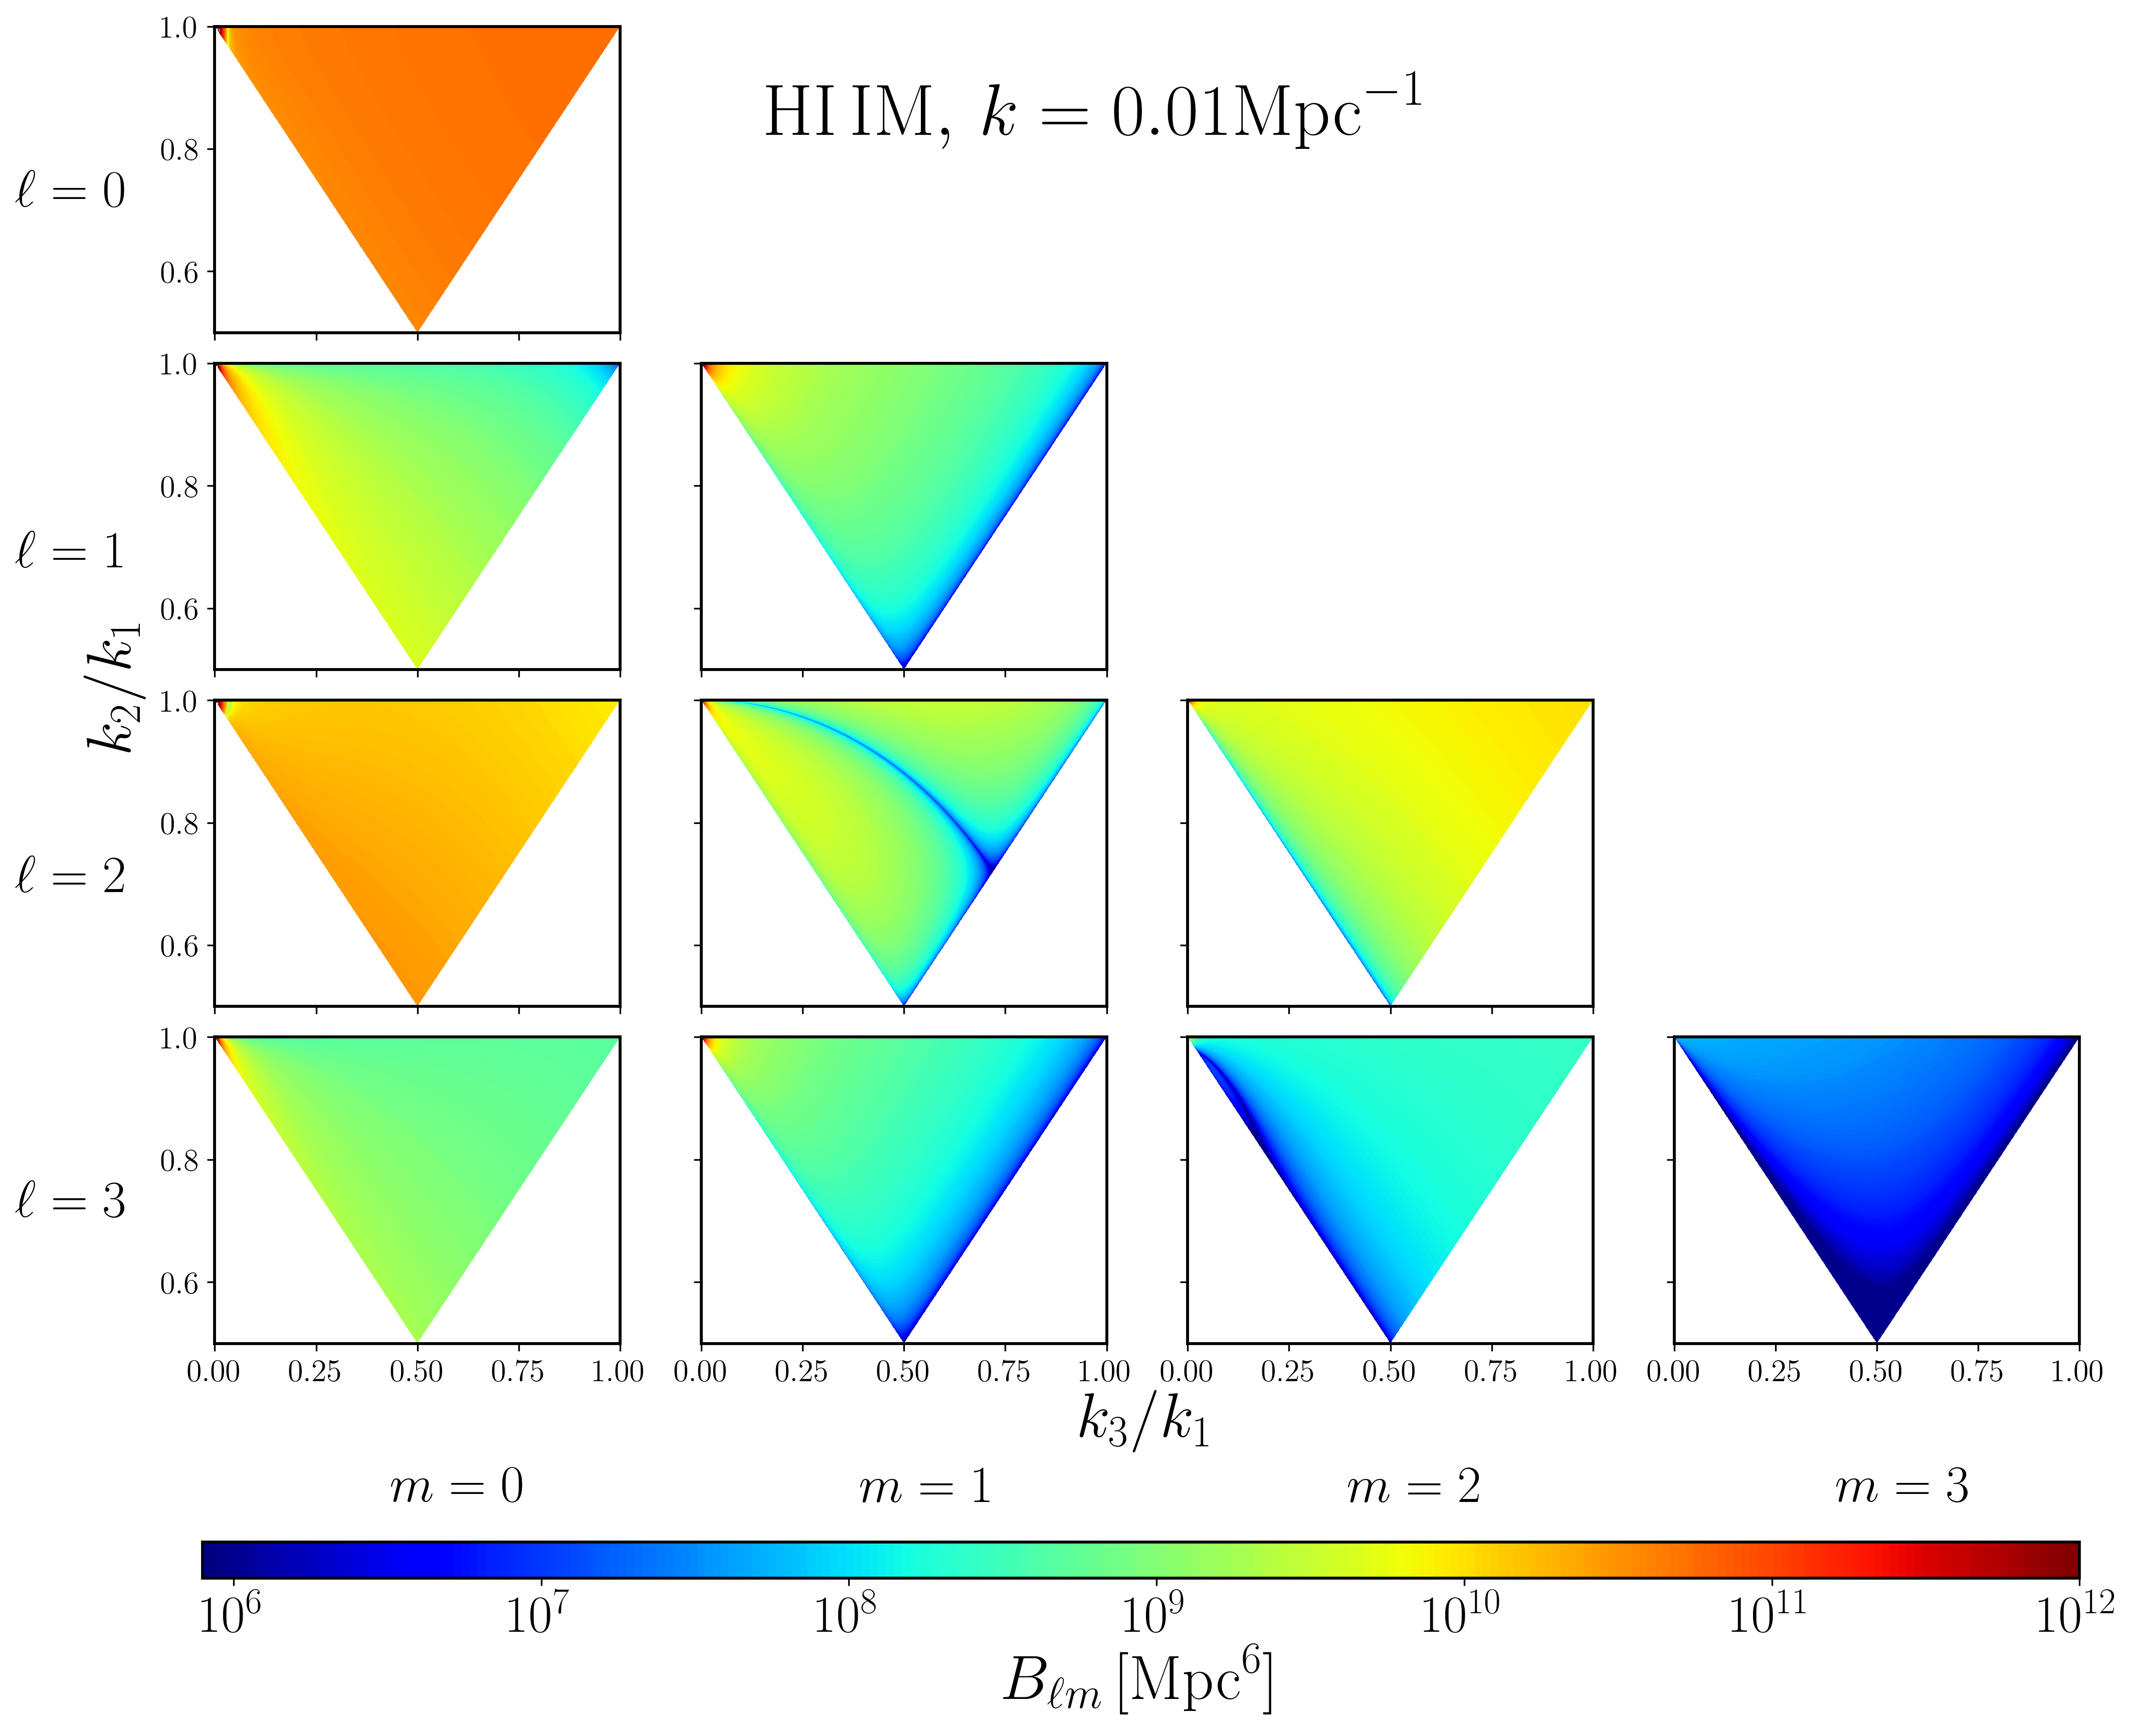 HI IM, k = 0.01Mpc⁻¹
1.0
0.8
0.6
ℓ = 0
1.0
0.8
0.6
ℓ = 1
k₂/k₁
1.0
0.8
0.6
ℓ = 2
1.0
0.8
0.6
ℓ = 3
0.00 0.25 0.50 0.75 1.00 0.00 0.25 0.50 0.75 1.00 0.00 0.25 0.50 0.75 1.00 0.00 0.25 0.50 0.75 1.00
k₃/k₁
m = 0 m = 1 m = 2 m = 3
10⁶ 10⁷ 10⁸ 10⁹ 10¹⁰ 10¹¹ 10¹²
Bℓm [Mpc⁶]